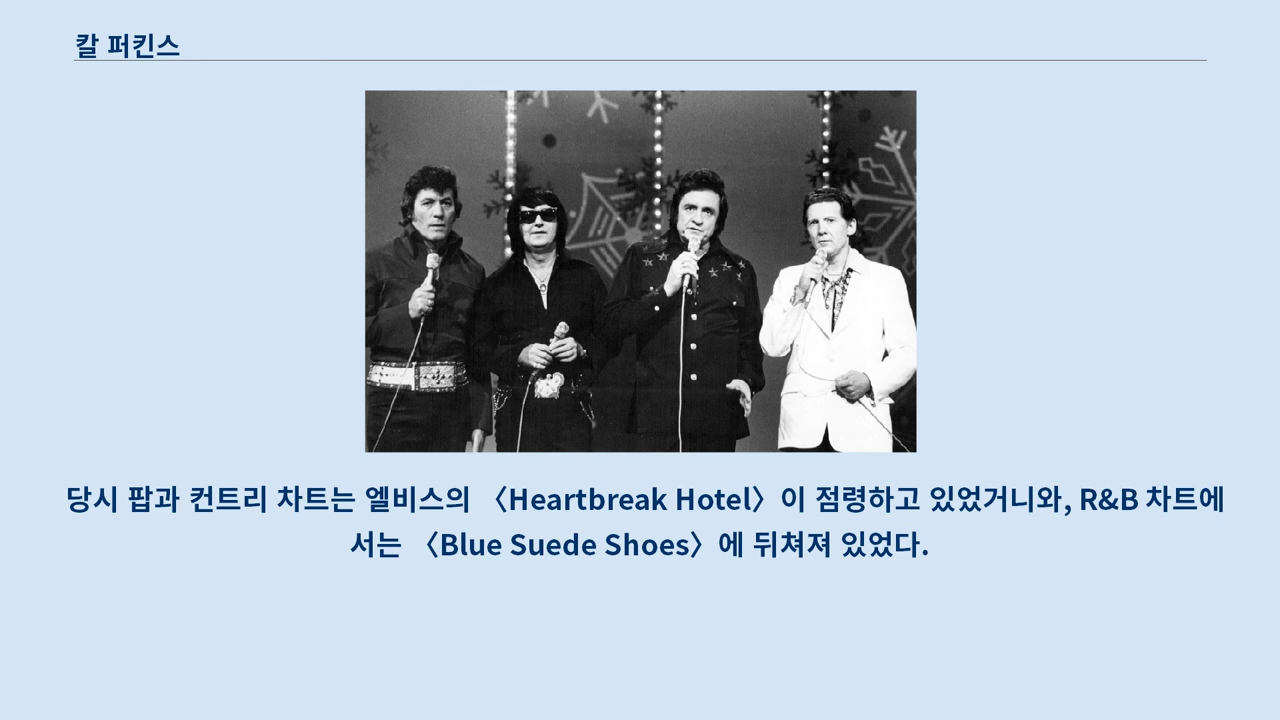 칼 퍼킨스
당시 팝과 컨트리 차트는 엘비스의 〈Heartbreak Hotel〉이 점령하고 있었거니와, R&B 차트에
서는 〈Blue Suede Shoes〉에 뒤쳐져 있었다.